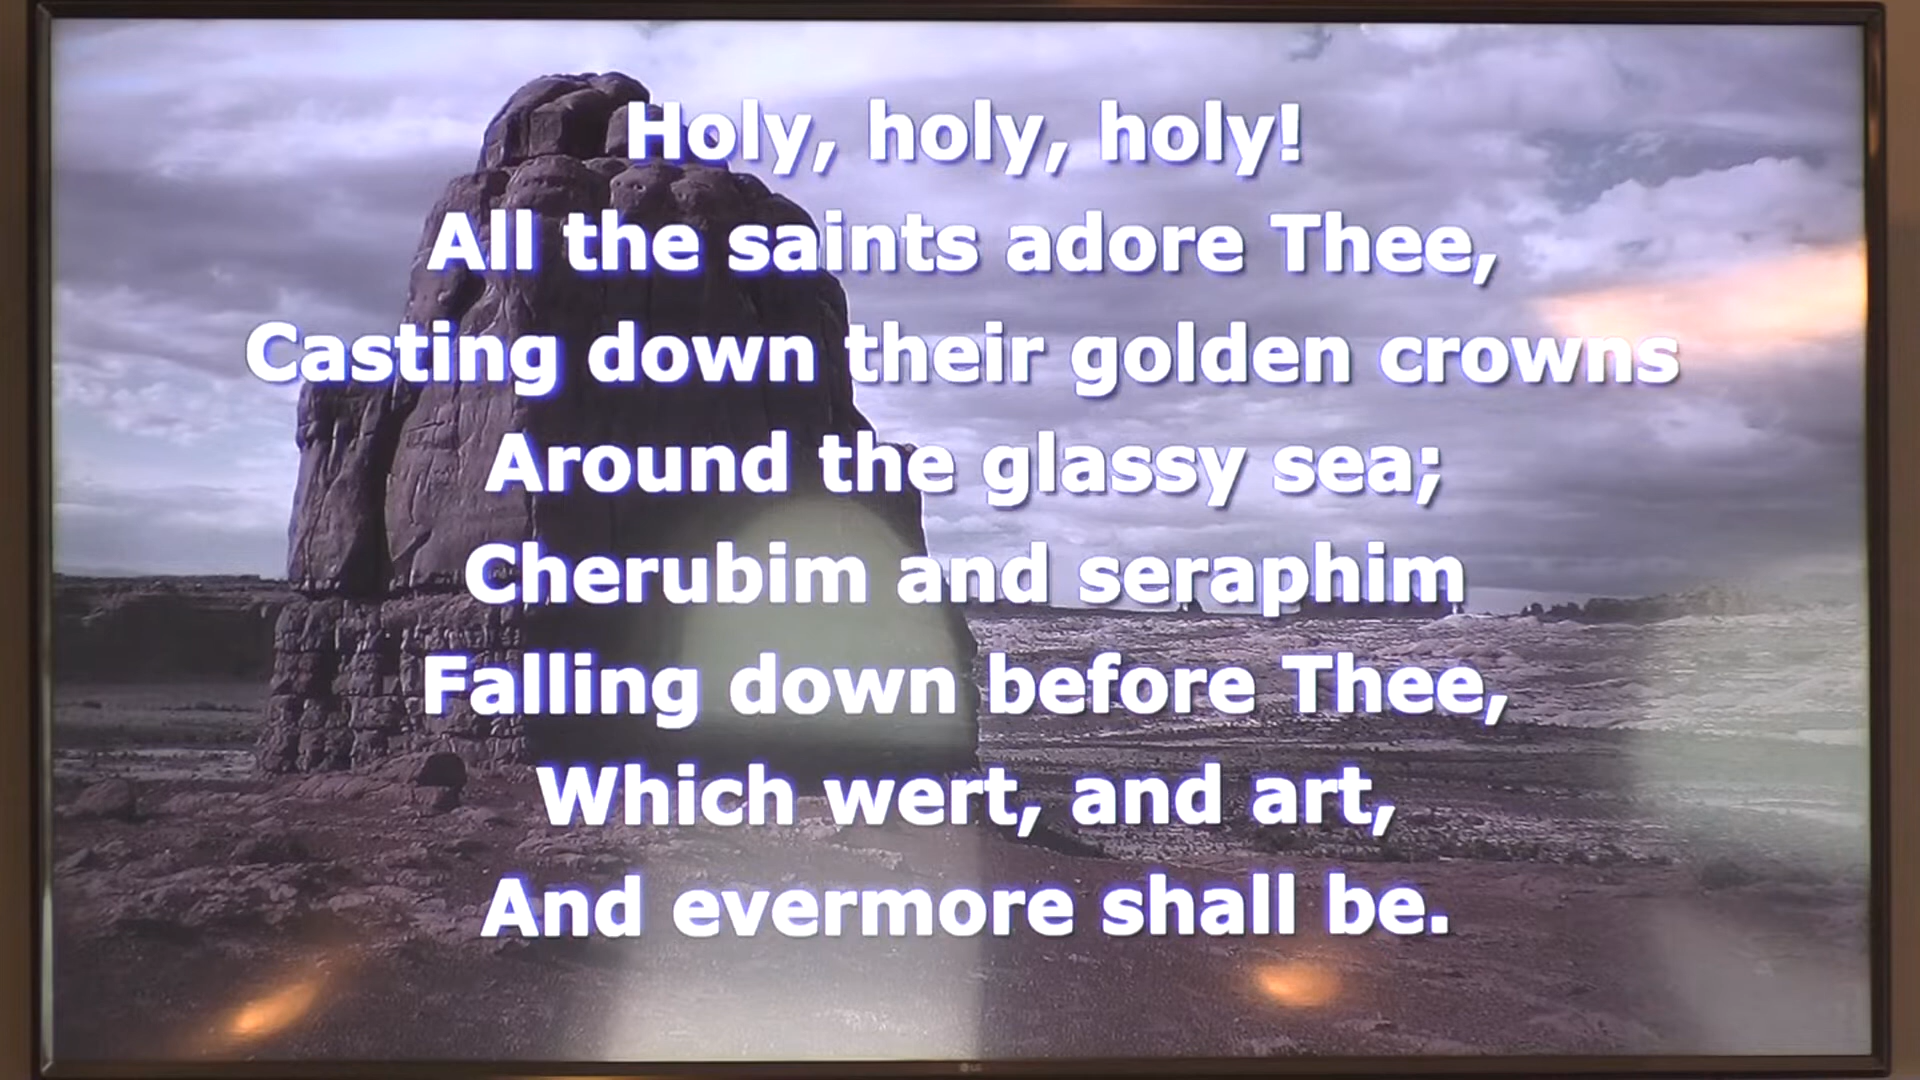 Holy, holy, holy!
All the saints adore Thee,
Casting down their golden crowns
Around the glassy sea;
Cherubim and seraphim
Falling down before Thee,
Which wert, and art,
And evermore shall be.
LG